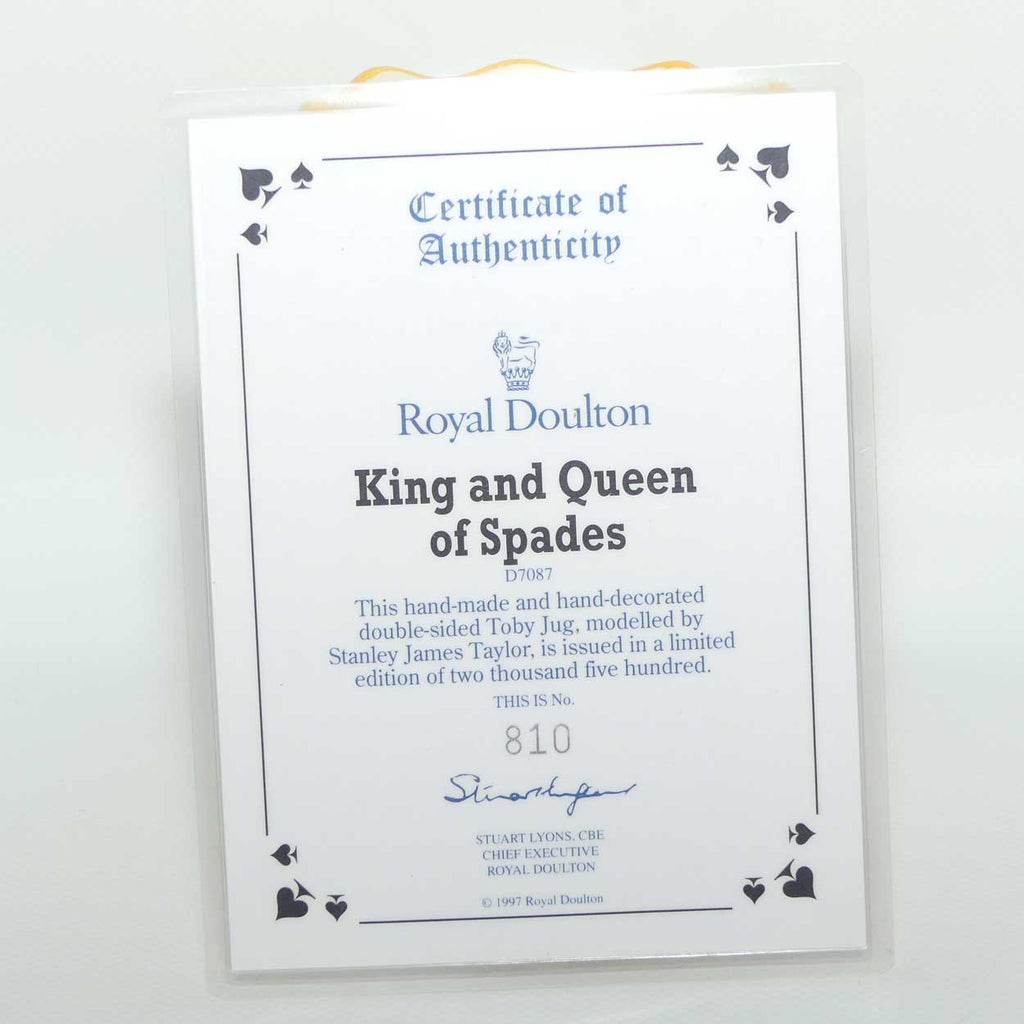 Certificate of
Authenticity
Royal Doulton
King and Queen
of Spades
D7087
This hand-made and hand-decorated
double-sided Toby Jug, modelled by
Stanley James Taylor, is issued in a limited
edition of two thousand five hundred.
THIS IS No.
810
STUART LYONS, CBE
CHIEF EXECUTIVE
ROYAL DOULTON
© 1997 Royal Doulton